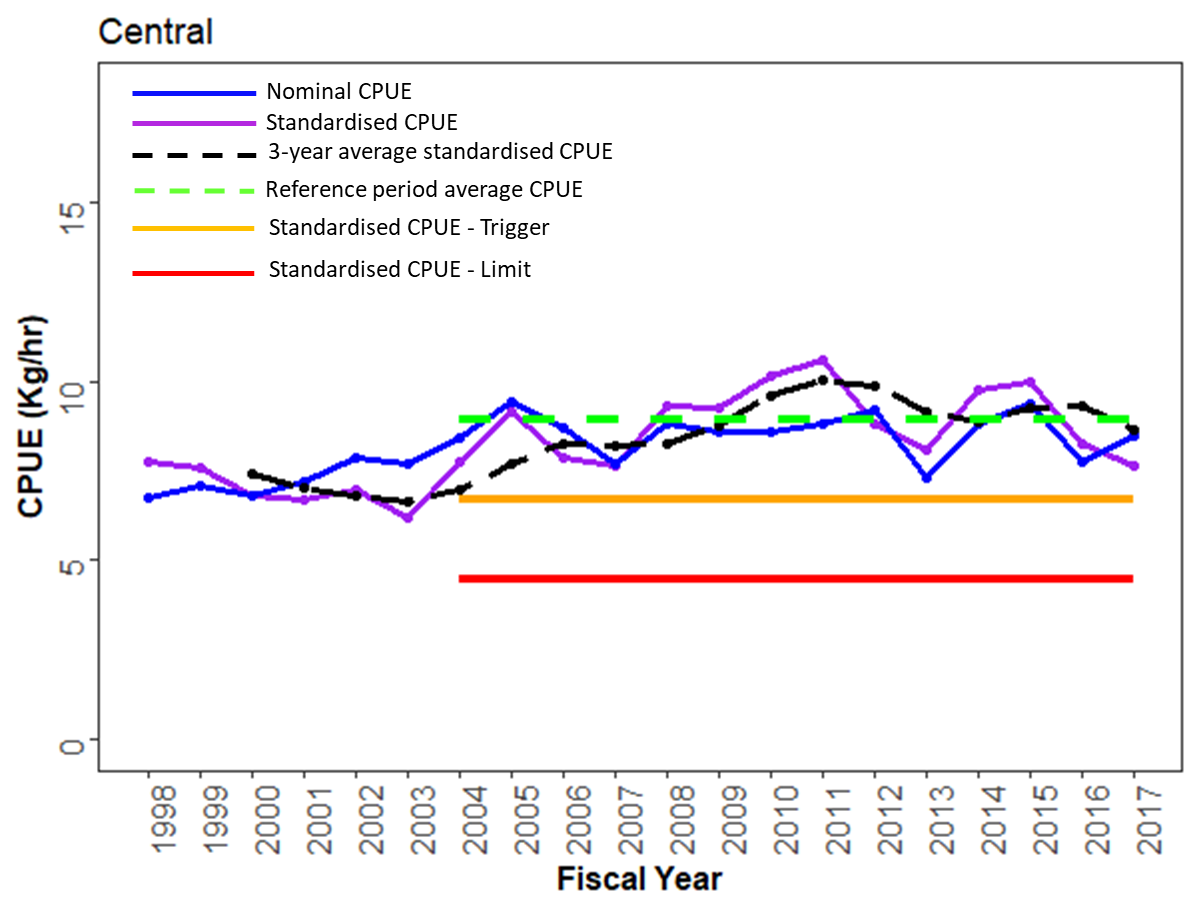 Central
Nominal CPUE
Standardised CPUE
3-year average standardised CPUE
Reference period average CPUE
Standardised CPUE - Trigger
Standardised CPUE - Limit
CPUE (Kg/hr)
15
10
5
0
1998
1999
2000
2001
2002
2003
2004
2005
2006
2007
2008
2009
2010
2011
2012
2013
2014
2015
2016
2017
Fiscal Year